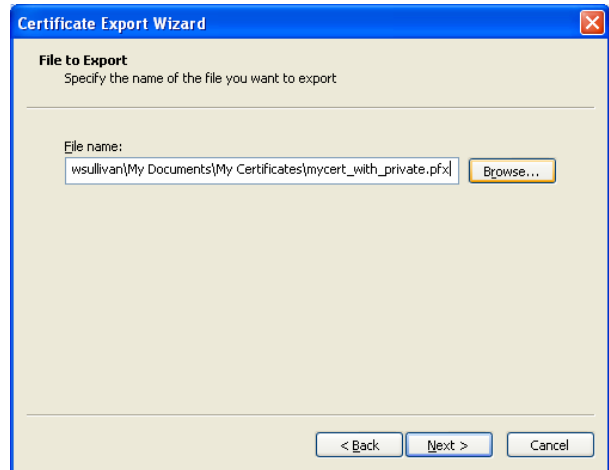 Certificate Export Wizard
File to Export
Specify the name of the file you want to export
File name:
wsullivan\My Documents\My Certificates\mycert_with_private.pfx
Browse...
< Back
Next >
Cancel